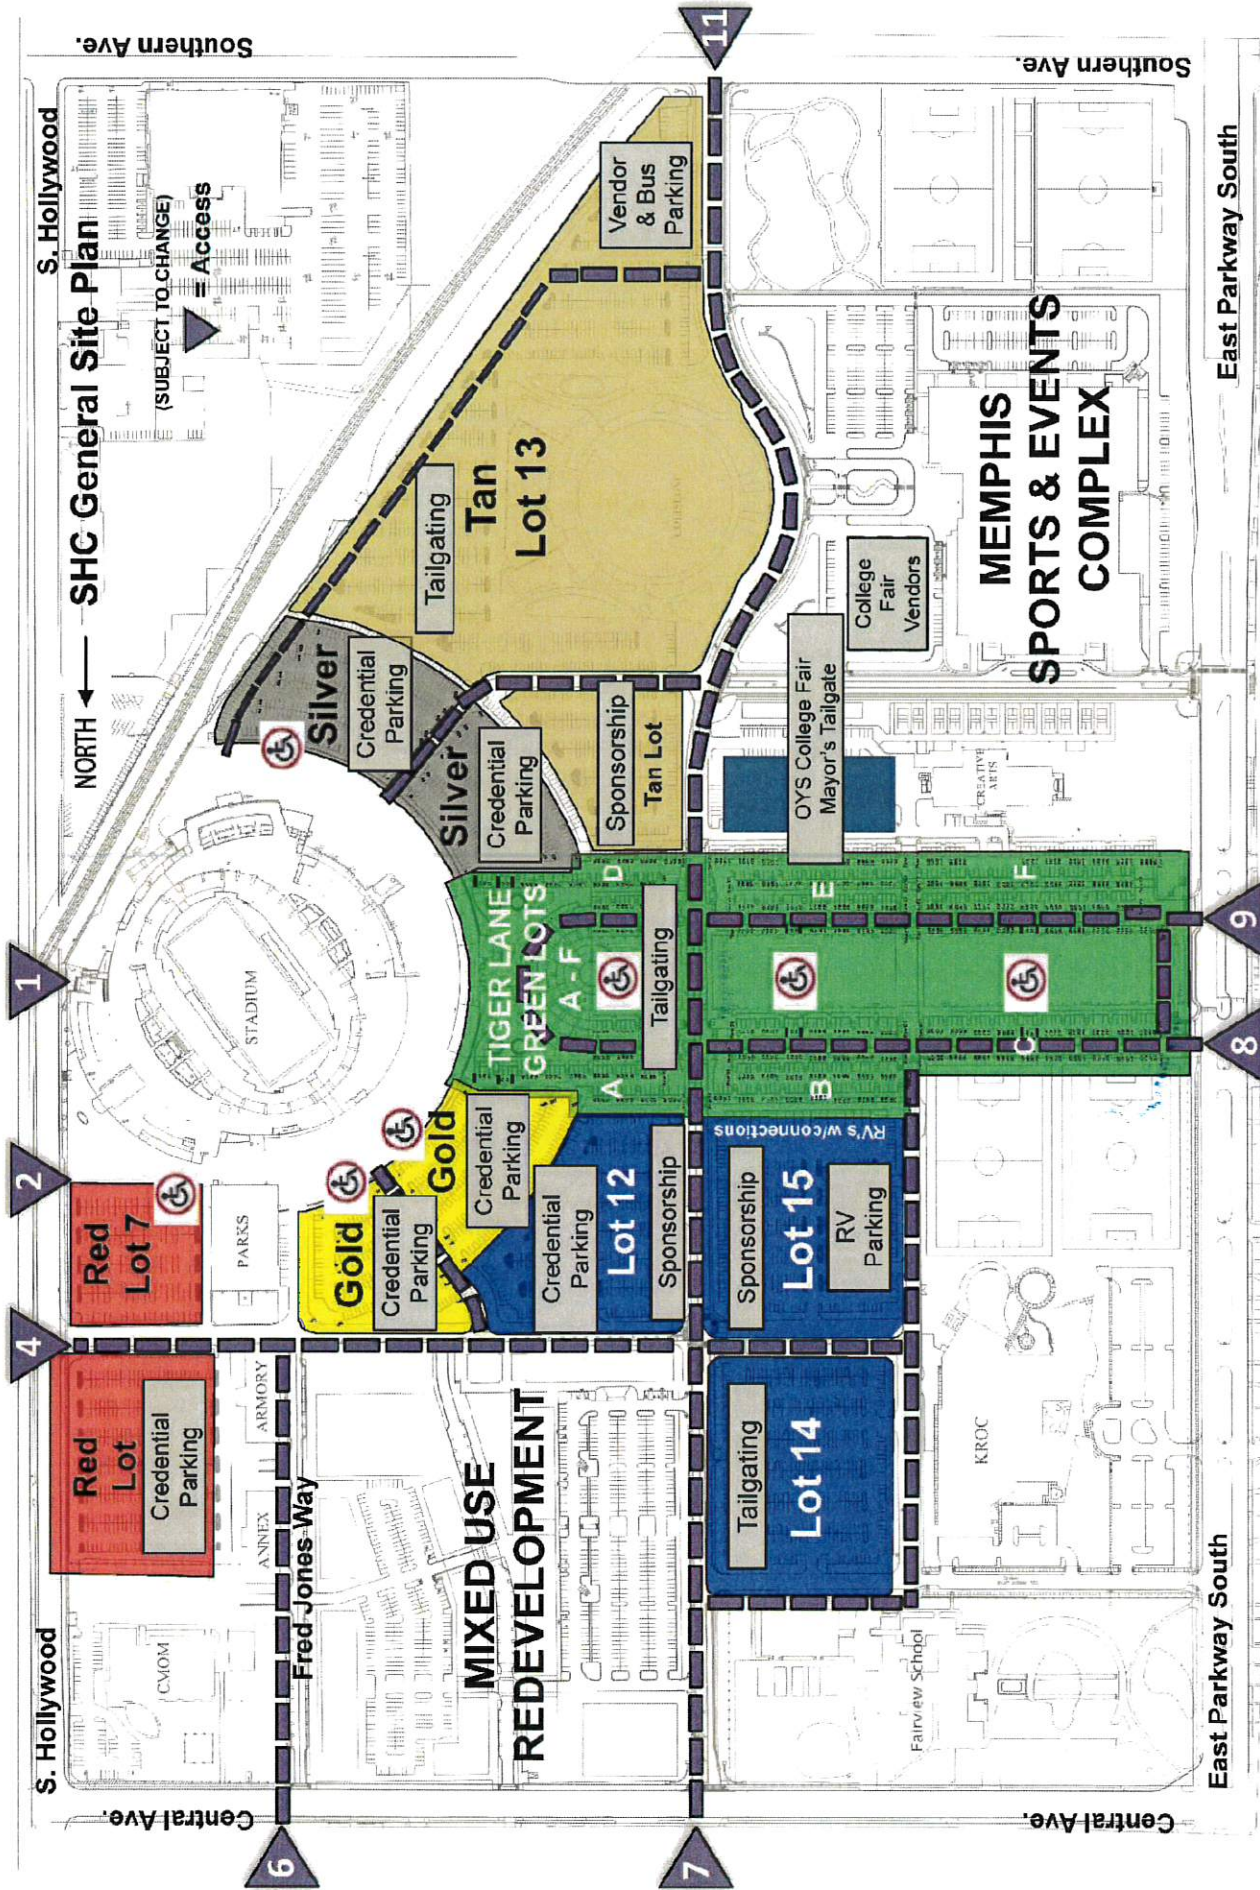 SHC General Site Plan
(SUBJECT TO CHANGE)
= Access
NORTH
S. Hollywood
S. Hollywood
Central Ave.
Central Ave.
Southern Ave.
Southern Ave.
East Parkway South
East Parkway South
Fred Jones Way
1
2
4
6
7
8
9
11
CMOM
ANNEX
ARMORY
PARKS
STADIUM
Red
Lot
Credential
Parking
Red
Lot 7
Gold
Credential
Parking
Gold
Credential
Parking
Silver
Credential
Parking
Silver
Credential
Parking
MIXED USE
REDEVELOPMENT
Credential
Parking
Lot 12
Sponsorship
TIGER LANE
GREEN LOTS
A - F
A
D
Tailgating
Sponsorship
Tan Lot
Tailgating
Tan
Lot 13
Vendor
& Bus
Parking
Tailgating
Lot 14
Sponsorship
Lot 15
RV
Parking
RV's w/connections
B
E
C
F
OYS College Fair
Mayor's Tailgate
College
Fair
Vendors
CREATIVE
ARTS
MEMPHIS
SPORTS & EVENTS
COMPLEX
Fairview School
KROC